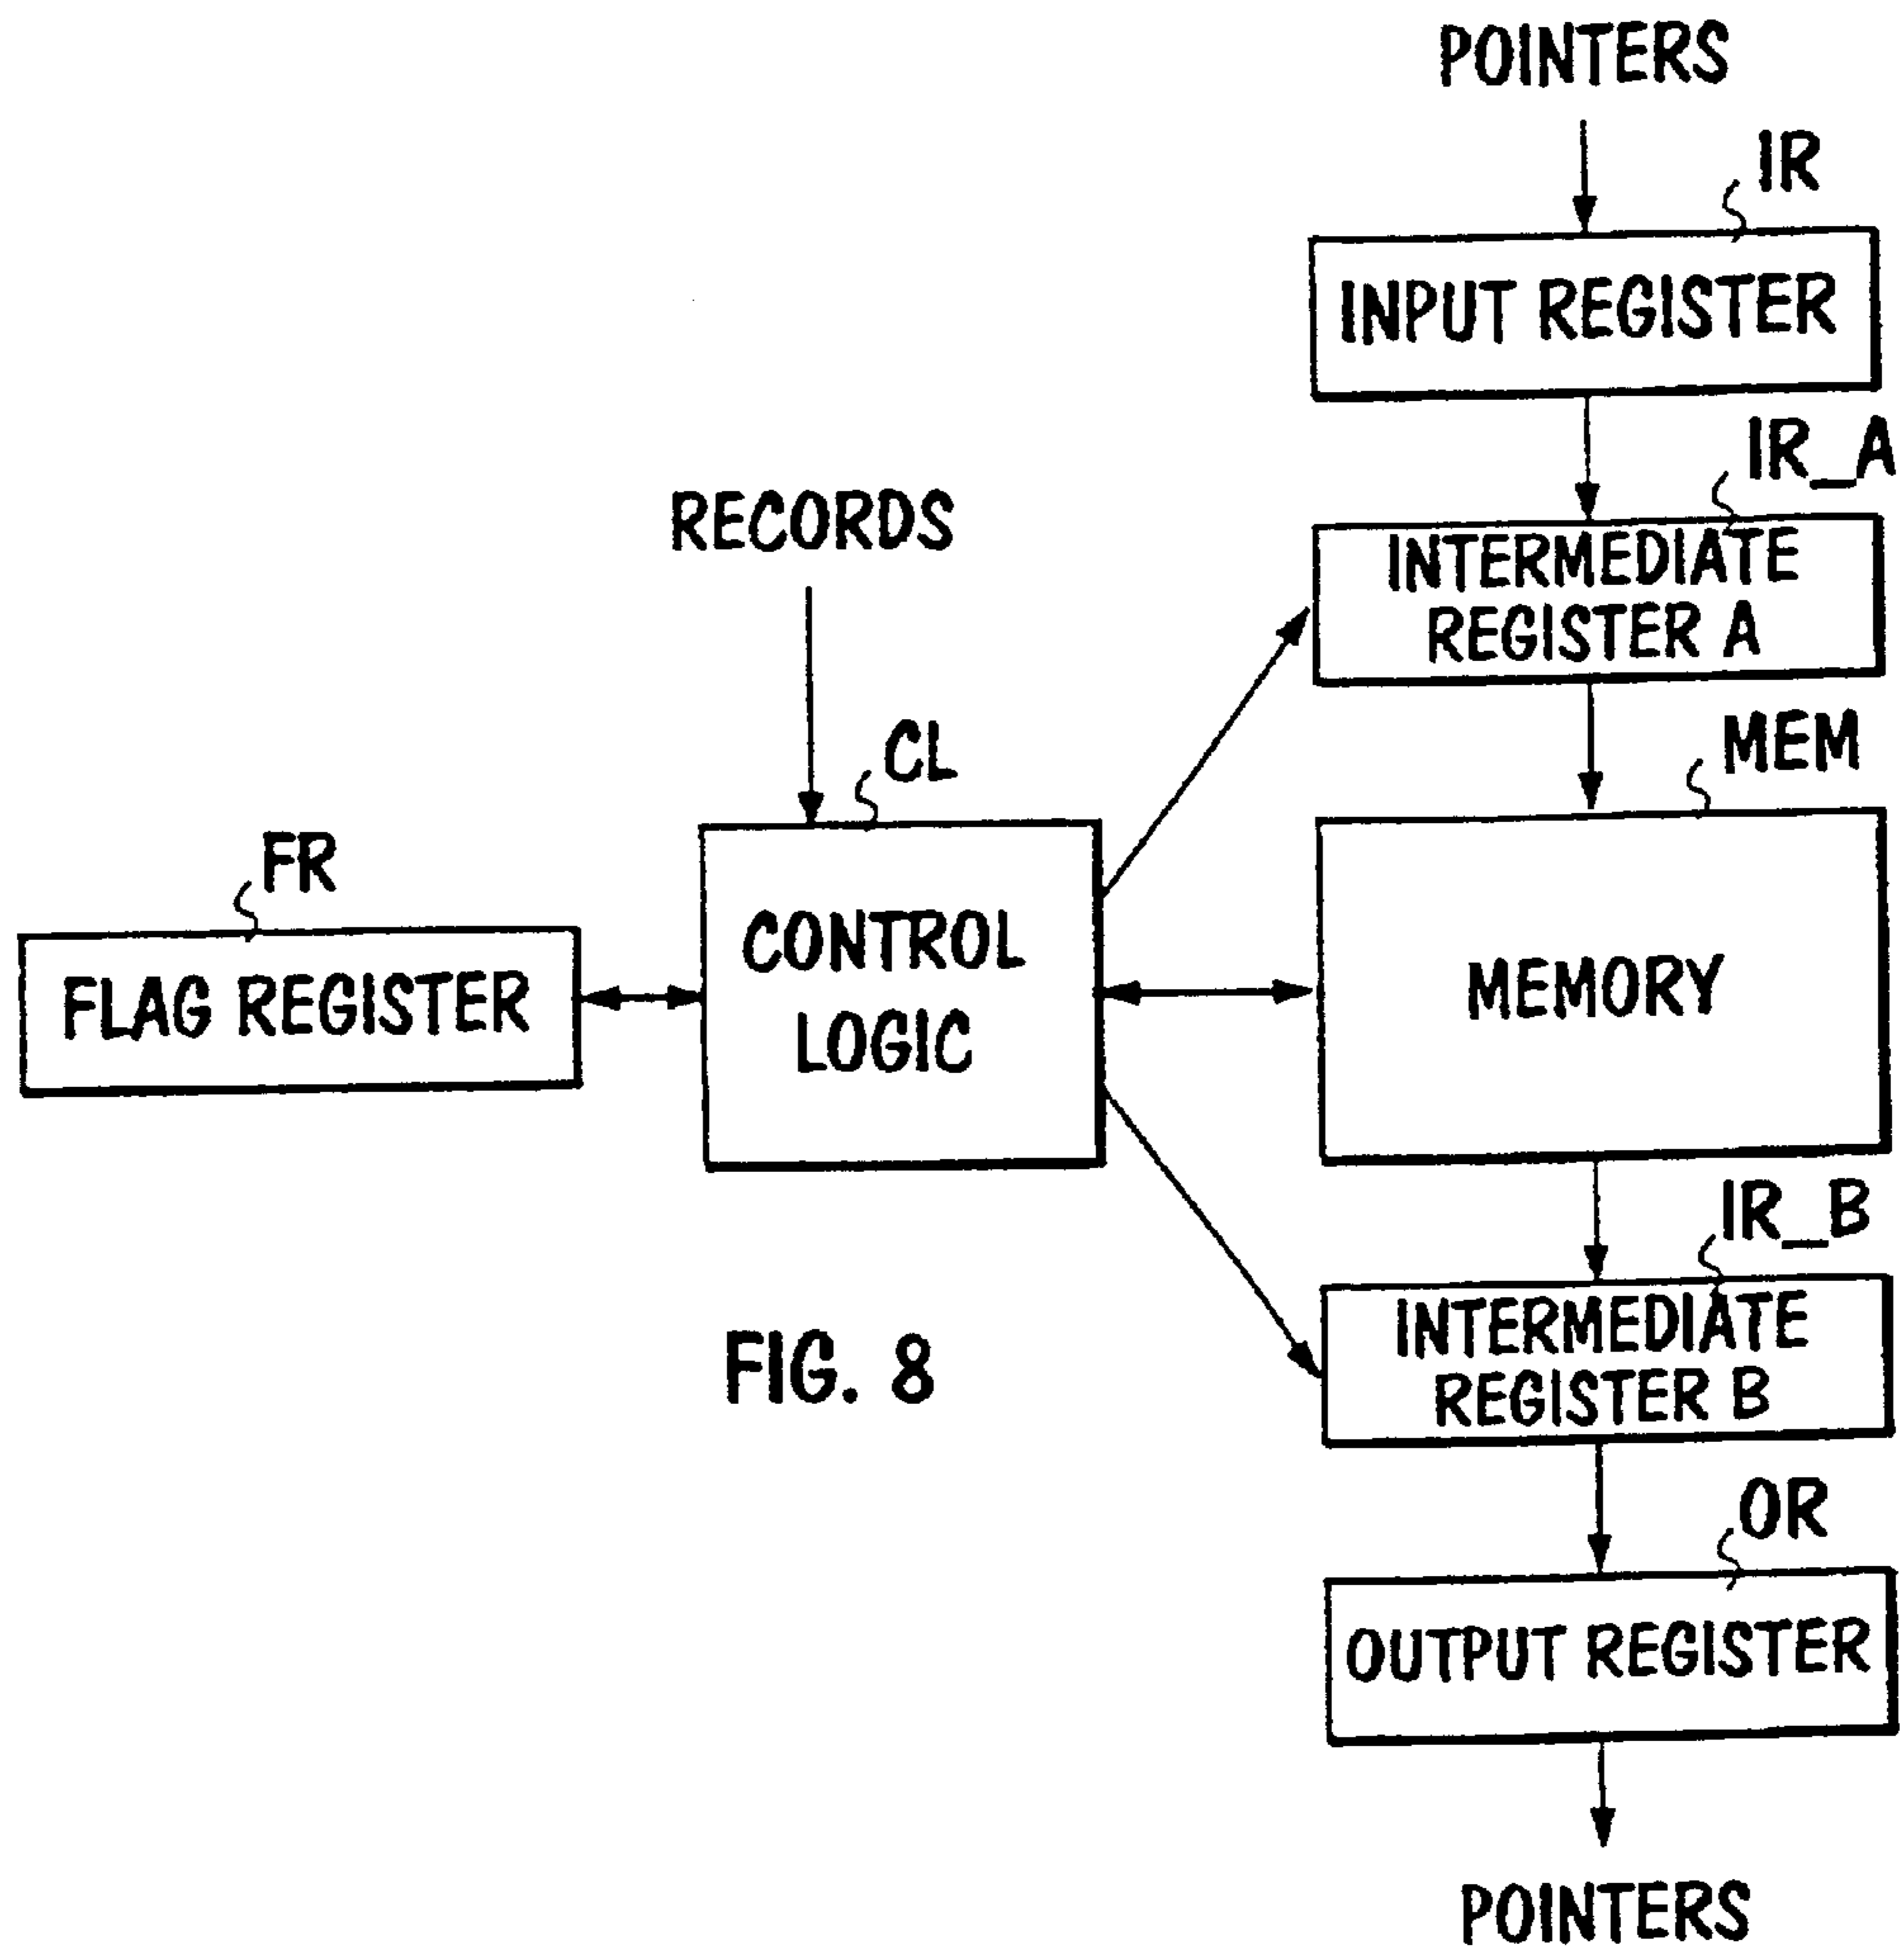 POINTERS
IR
INPUT REGISTER
IR_A
INTERMEDIATE
REGISTER A
RECORDS
MEM
CL
FR
FLAG REGISTER
CONTROL
LOGIC
MEMORY
IR_B
INTERMEDIATE
REGISTER B
FIG. 8
OR
OUTPUT REGISTER
POINTERS